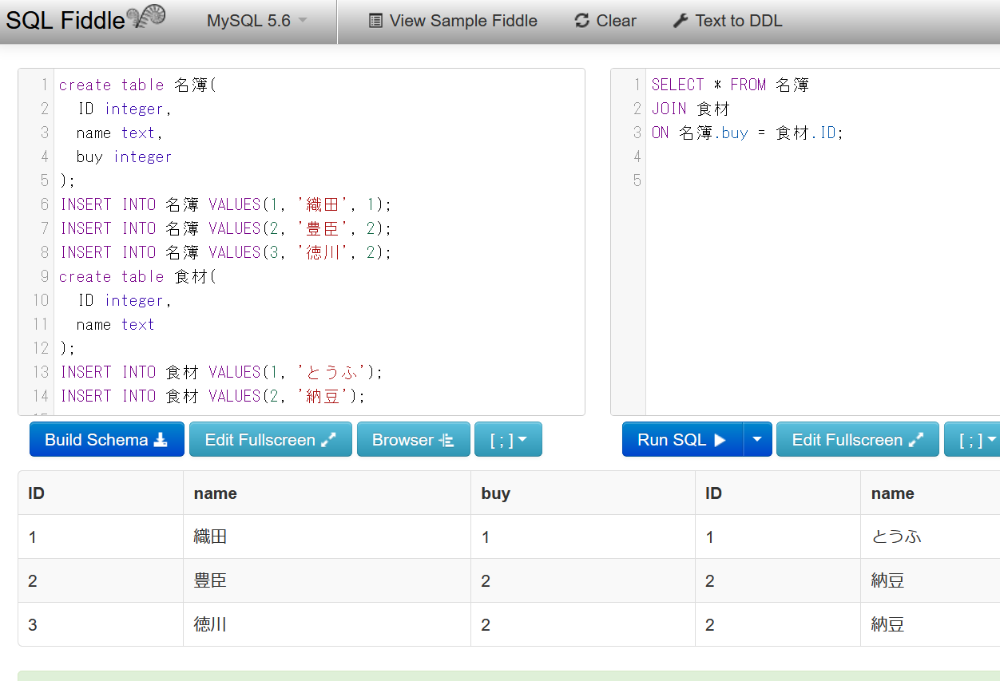 SQL Fiddle MySQL 5.6 View Sample Fiddle Clear Text to DDL
1 create table 名簿(
2 ID integer,
3 name text,
4 buy integer
5 );
6 INSERT INTO 名簿 VALUES(1, '織田', 1);
7 INSERT INTO 名簿 VALUES(2, '豊臣', 2);
8 INSERT INTO 名簿 VALUES(3, '徳川', 2);
9 create table 食材(
10 ID integer,
11 name text
12 );
13 INSERT INTO 食材 VALUES(1, 'とうふ');
14 INSERT INTO 食材 VALUES(2, '納豆');
1 SELECT * FROM 名簿
2 JOIN 食材
3 ON 名簿.buy = 食材.ID;
4
5
Build Schema Edit Fullscreen Browser [ ; ]
Run SQL Edit Fullscreen [ ; ]
ID name buy ID name
1 織田 1 1 とうふ
2 豊臣 2 2 納豆
3 徳川 2 2 納豆